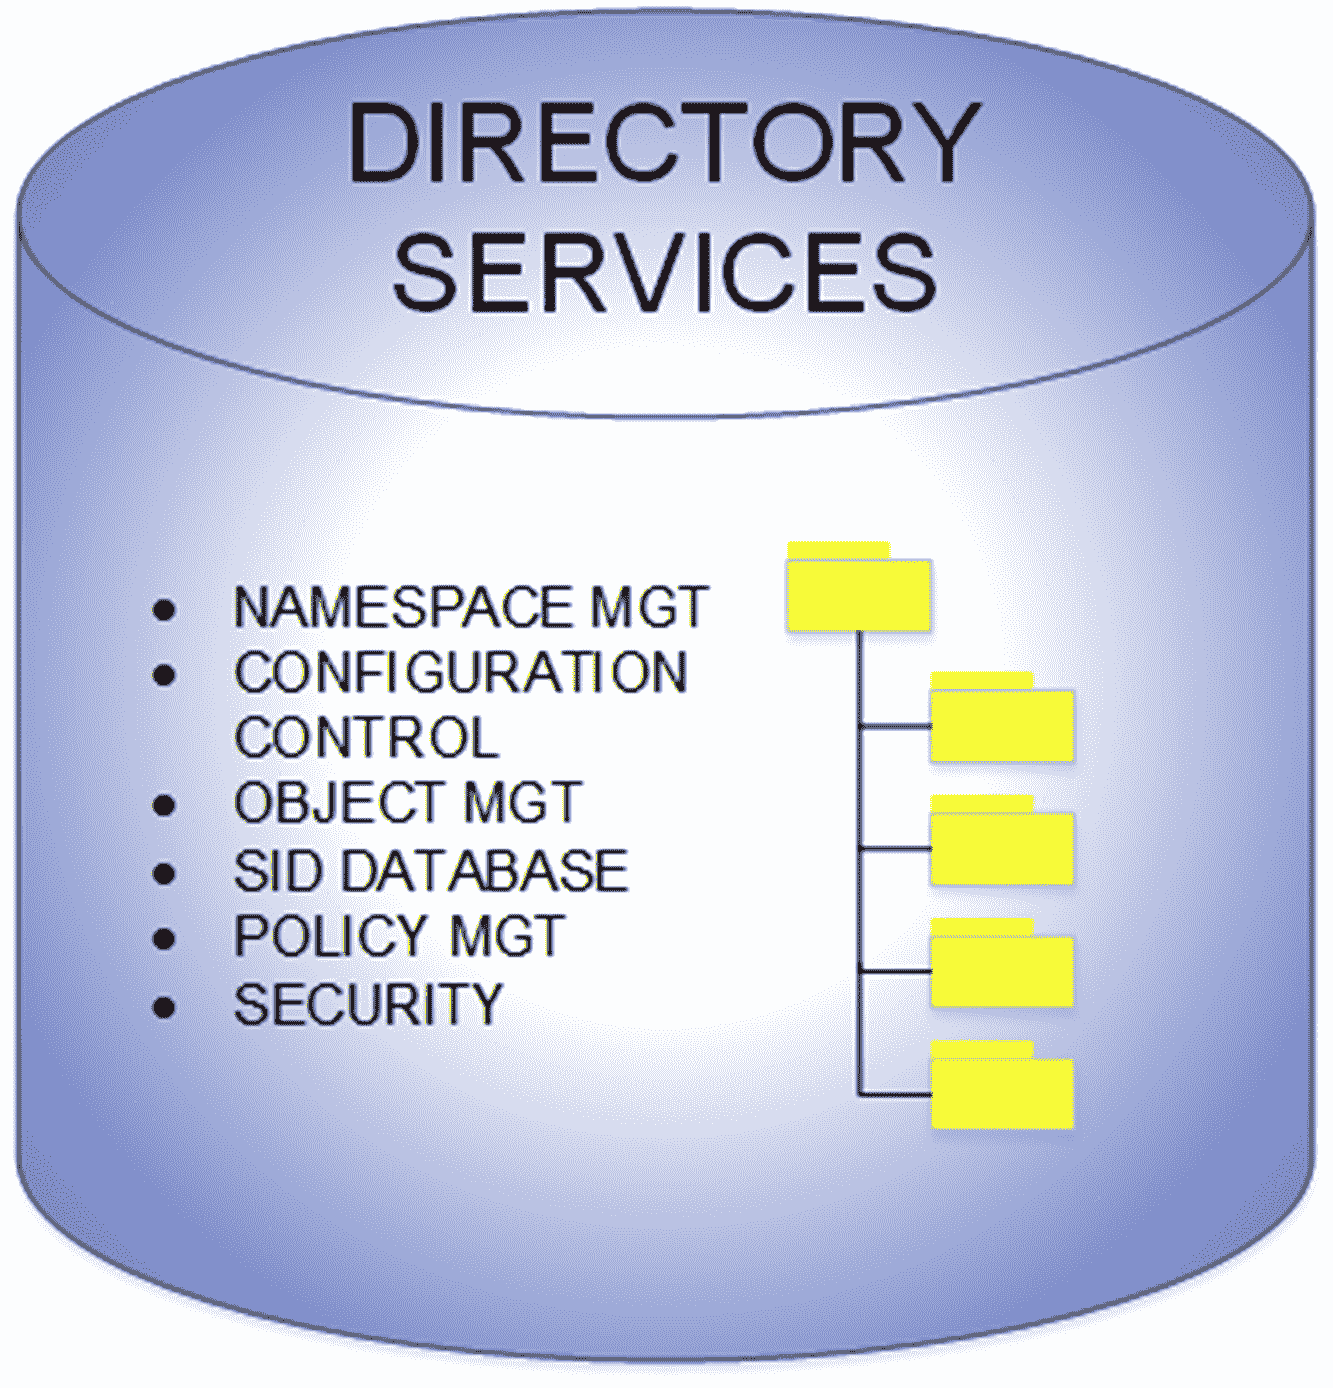 DIRECTORY
SERVICES
• NAMESPACE MGT
• CONFIGURATION
CONTROL
• OBJECT MGT
• SID DATABASE
• POLICY MGT
• SECURITY